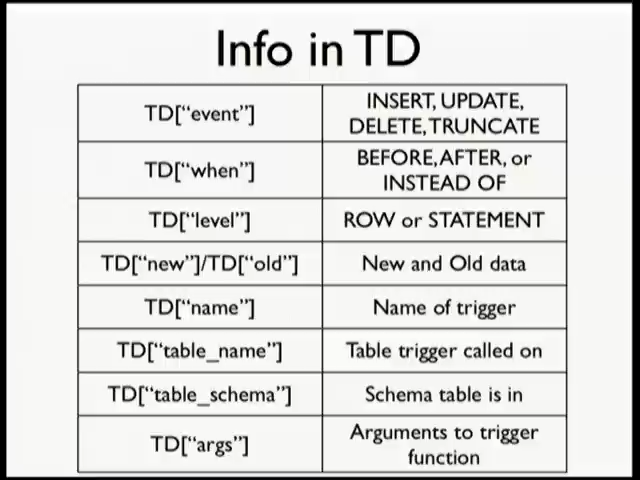 Info in TD
TD[“event”]
INSERT, UPDATE,
DELETE, TRUNCATE
TD[“when”]
BEFORE, AFTER, or
INSTEAD OF
TD[“level”]
ROW or STATEMENT
TD[“new”]/TD[“old”]
New and Old data
TD[“name”]
Name of trigger
TD[“table_name”]
Table trigger called on
TD[“table_schema”]
Schema table is in
TD[“args”]
Arguments to trigger
function